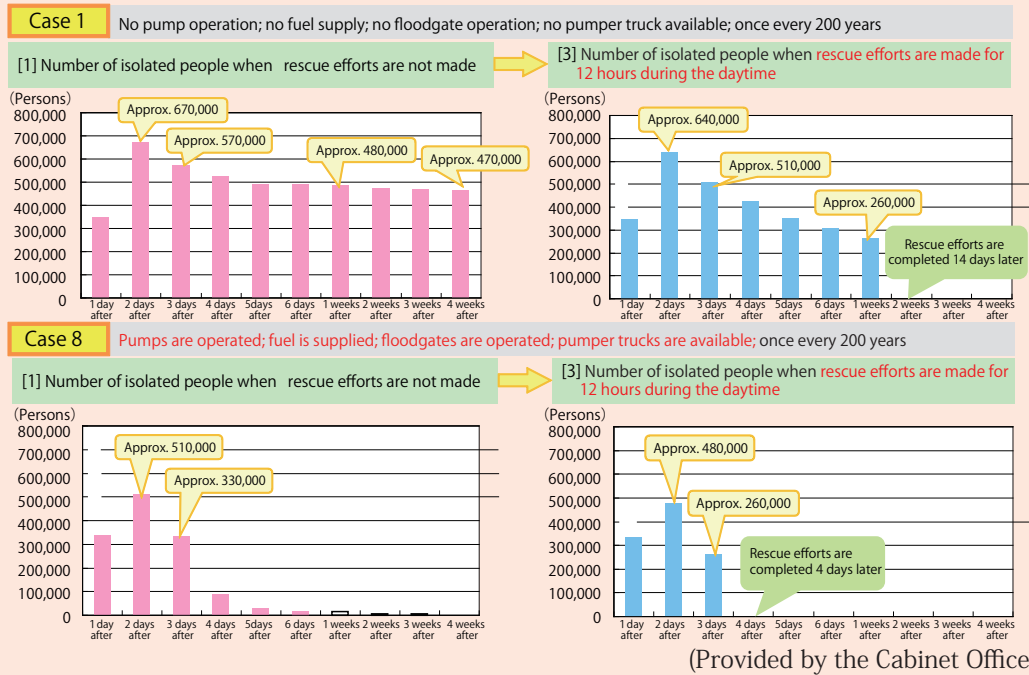 Case 1
No pump operation; no fuel supply; no floodgate operation; no pumper truck available; once every 200 years
[1] Number of isolated people when rescue efforts are not made
[3] Number of isolated people when rescue efforts are made for
12 hours during the daytime
(Persons)
800,000
700,000
600,000
500,000
400,000
300,000
200,000
100,000
0
Approx. 670,000
Approx. 570,000
Approx. 480,000
Approx. 470,000
1 day after
2 days after
3 days after
4 days after
5days after
6 days after
1 weeks after
2 weeks after
3 weeks after
4 weeks after
(Persons)
800,000
700,000
600,000
500,000
400,000
300,000
200,000
100,000
0
Approx. 640,000
Approx. 510,000
Approx. 260,000
Rescue efforts are
completed 14 days later
1 day after
2 days after
3 days after
4 days after
5 days after
6 days after
1 weeks after
2 weeks after
3 weeks after
4 weeks after
Case 8
Pumps are operated; fuel is supplied; floodgates are operated; pumper trucks are available; once every 200 years
[1] Number of isolated people when rescue efforts are not made
[3] Number of isolated people when rescue efforts are made for
12 hours during the daytime
(Persons)
800,000
700,000
600,000
500,000
400,000
300,000
200,000
100,000
0
Approx. 510,000
Approx. 330,000
1 day after
2 days after
3 days after
4 days after
5 days after
6 days after
1 weeks after
2 weeks after
3 weeks after
4 weeks after
(Persons)
800,000
700,000
600,000
500,000
400,000
300,000
200,000
100,000
0
Approx. 480,000
Approx. 260,000
Rescue efforts are
completed 4 days later
1 day after
2 days after
3 days after
4 days after
5 days after
6 days after
1 weeks after
2 weeks after
3 weeks after
4 weeks after
(Provided by the Cabinet Office